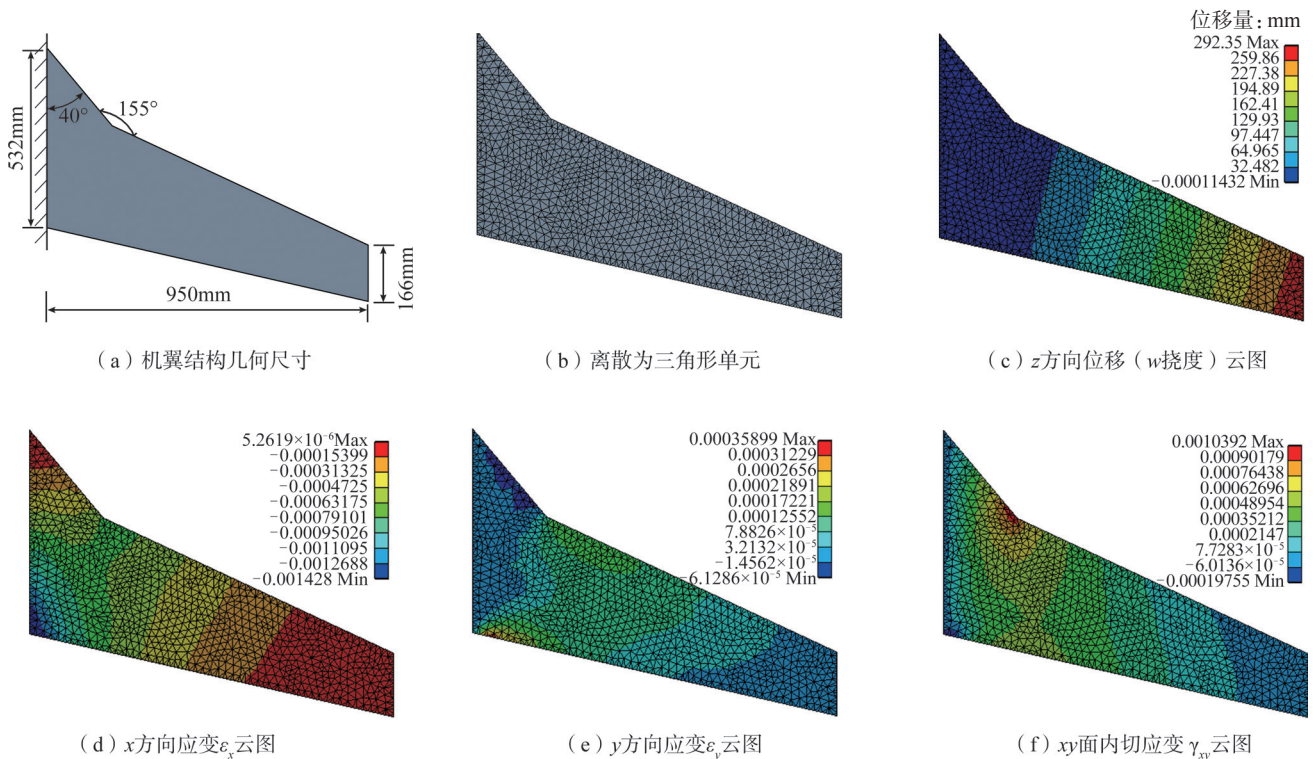 532mm
40°
155°
950mm
166mm
(a)机翼结构几何尺寸
(b)离散为三角形单元
位移量:mm
292.35 Max
259.86
227.38
194.89
162.41
129.93
97.447
64.965
32.482
-0.00011432 Min
(c)z方向位移(w挠度)云图
5.2619×10⁻⁶Max
-0.00015399
-0.00031325
-0.0004725
-0.00063175
-0.00079101
-0.00095026
-0.0011095
-0.0012688
-0.001428 Min
(d)x方向应变εₓ云图
0.00035899 Max
0.00031229
0.0002656
0.00021891
0.00017221
0.00012552
7.8826×10⁻⁵
3.2132×10⁻⁵
-1.4562×10⁻⁵
-6.1286×10⁻⁵ Min
(e)y方向应变εy云图
0.0010392 Max
0.00090179
0.00076438
0.00062696
0.00048954
0.00035212
0.0002147
7.7283×10⁻⁵
-6.0136×10⁻⁵
-0.00019755 Min
(f)xy面内切应变 γxy云图